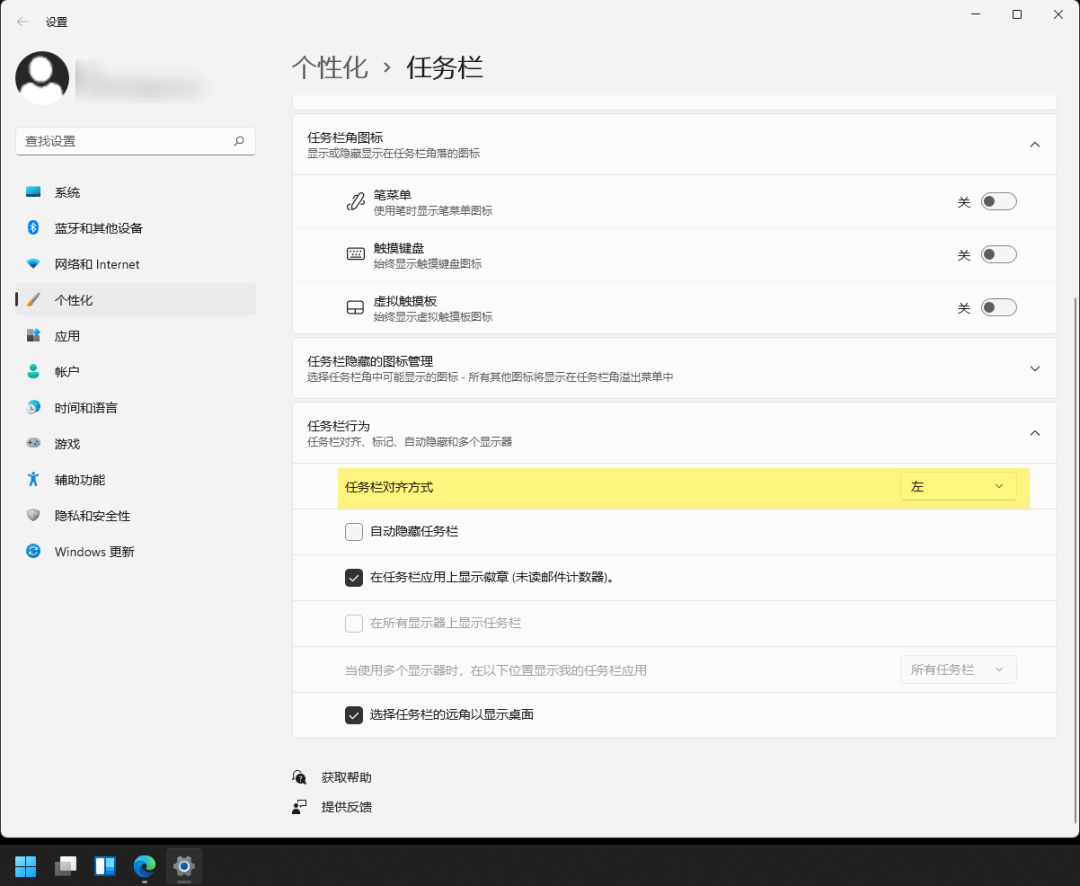 设置
个性化 › 任务栏
查找设置
系统
蓝牙和其他设备
网络和 Internet
个性化
应用
帐户
时间和语言
游戏
辅助功能
隐私和安全性
Windows 更新
任务栏角图标
显示或隐藏显示在任务栏角落的图标
笔菜单
使用笔时显示笔菜单图标
关
触摸键盘
始终显示触摸键盘图标
关
虚拟触摸板
始终显示虚拟触摸板图标
关
任务栏隐藏的图标管理
选择任务栏角中可能显示的图标 - 所有其他图标将显示在任务栏角溢出菜单中
任务栏行为
任务栏对齐、标记、自动隐藏和多个显示器
任务栏对齐方式
左
自动隐藏任务栏
在任务栏应用上显示徽章 (未读邮件计数器)。
在所有显示器上显示任务栏
当使用多个显示器时，在以下位置显示我的任务栏应用
所有任务栏
选择任务栏的远角以显示桌面
获取帮助
提供反馈